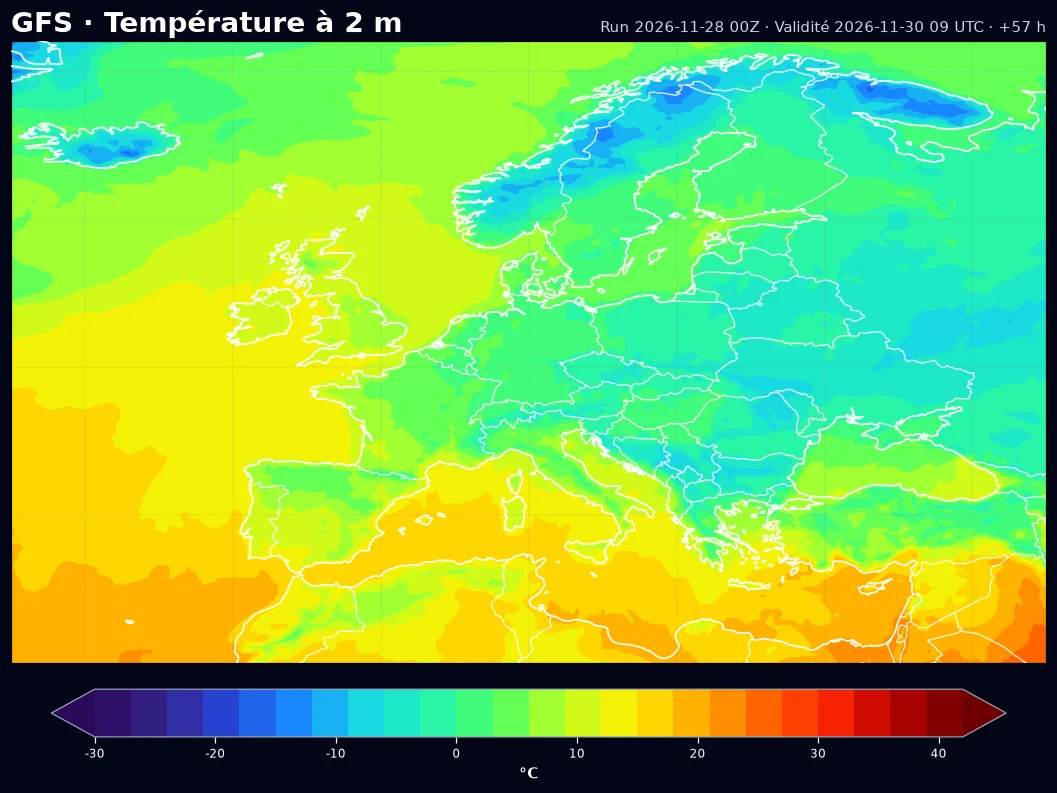 GFS · Température à 2 m
Run 2026-11-28 00Z · Validité 2026-11-30 09 UTC · +57 h
-30 -20 -10 0 10 20 30 40
°C